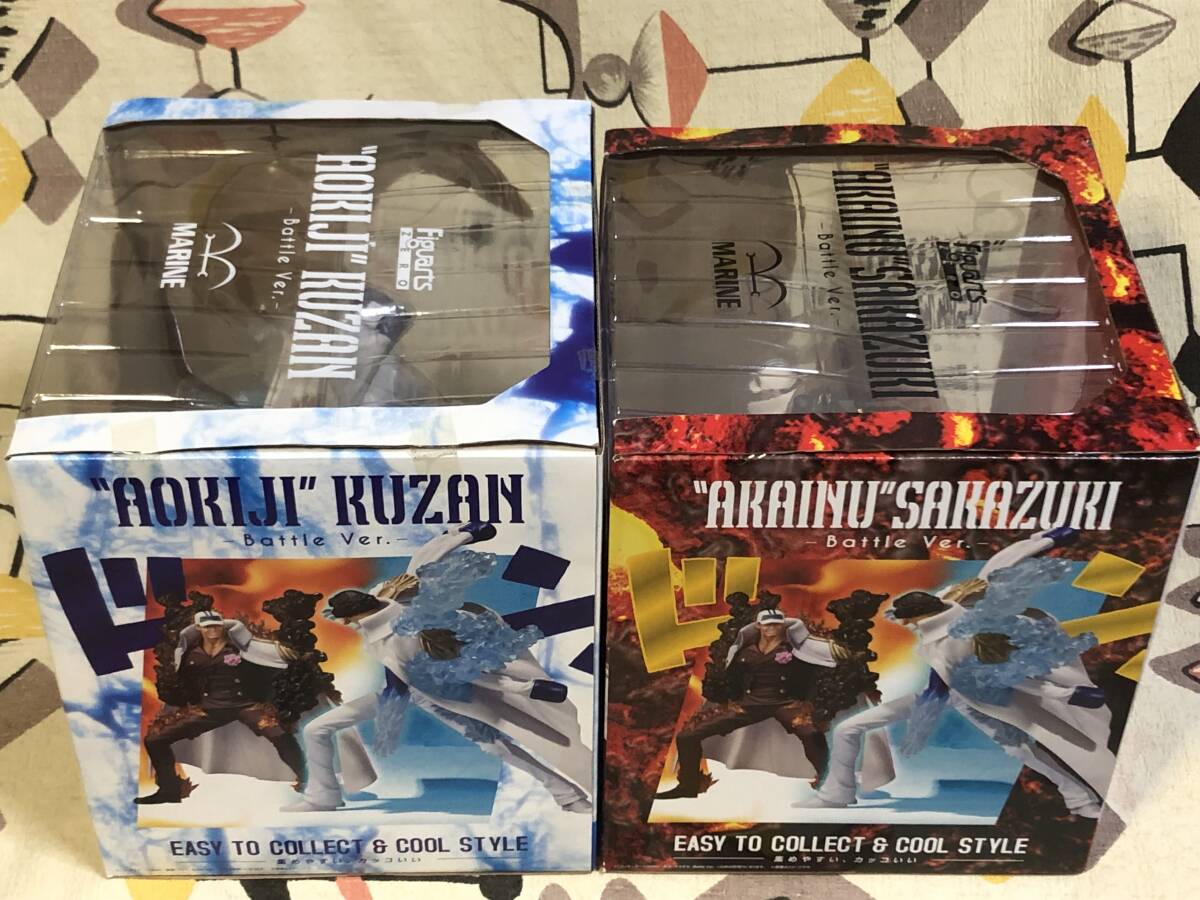 Figuarts
ZERO
"AOKIJI" KUZAN
-Battle Ver.-
MARINE
"AOKIJI" KUZAN
-Battle Ver.-
ドン
EASY TO COLLECT & COOL STYLE
集めやすい、カッコいい
Figuarts
ZERO
"AKAINU"SAKAZUKI
-Battle Ver.-
MARINE
"AKAINU"SAKAZUKI
-Battle Ver.-
ドン
EASY TO COLLECT & COOL STYLE
集めやすい、カッコいい